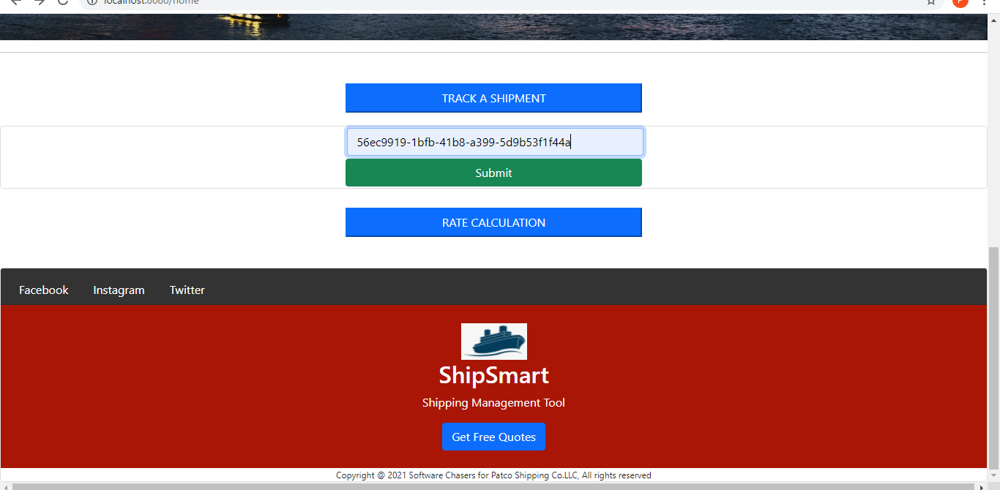 localhost:8080/home
P
TRACK A SHIPMENT
56ec9919-1bfb-41b8-a399-5d9b53f1f44a
Submit
RATE CALCULATION
Facebook Instagram Twitter
ShipSmart
Shipping Management Tool
Get Free Quotes
Copyright @ 2021 Software Chasers for Patco Shipping Co.LLC, All rights reserved